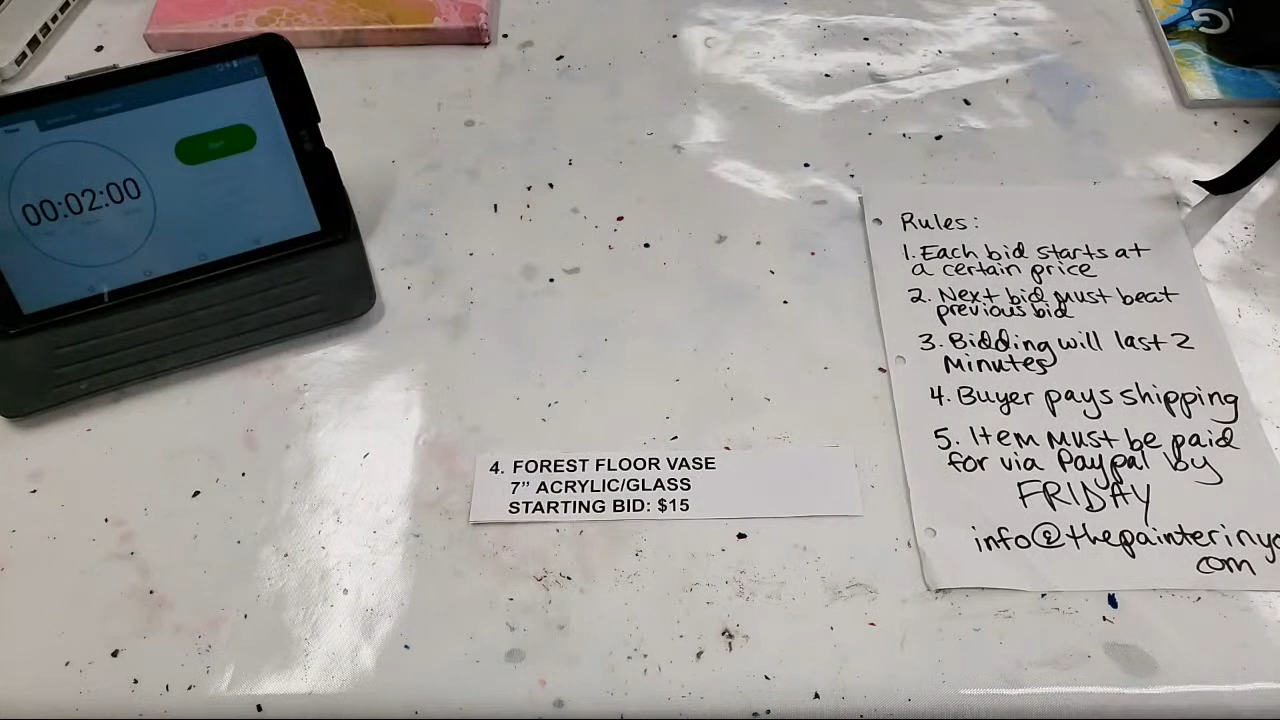 00:02:00
Start
Rules:
1. Each bid starts at
a certain price
2. Next bid must beat
previous bid
3. Bidding will last 2
Minutes
4. Buyer pays shipping
5. Item must be paid
for via Paypal by
FRIDAY
info@thepainterinyo
com
4. FOREST FLOOR VASE
7” ACRYLIC/GLASS
STARTING BID: $15